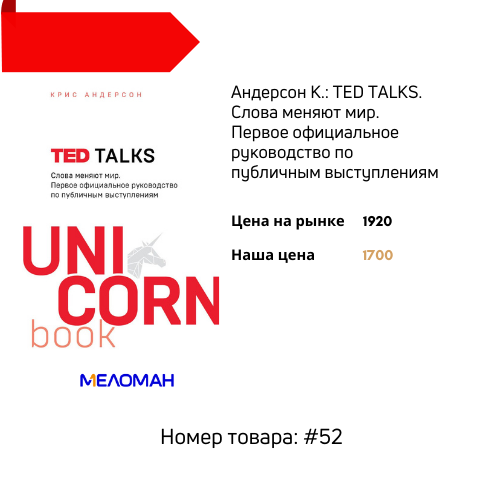 КРИС АНДЕРСОН
TED TALKS
Слова меняют мир.
Первое официальное руководство
по публичным выступлениям
UNI
CORN
book
МЕЛОМАН
Андерсон К.: TED TALKS.
Слова меняют мир.
Первое официальное
руководство по
публичным выступлениям
Цена на рынке 1920
Наша цена 1700
Номер товара: #52